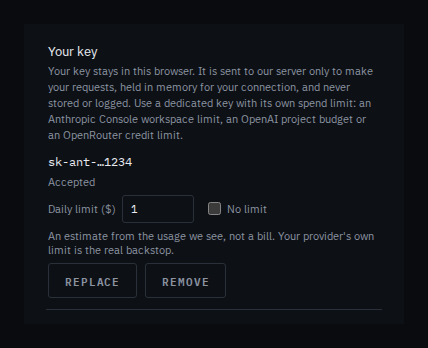 Your key
Your key stays in this browser. It is sent to our server only to make
your requests, held in memory for your connection, and never
stored or logged. Use a dedicated key with its own spend limit: an
Anthropic Console workspace limit, an OpenAI project budget or
an OpenRouter credit limit.
sk-ant-…1234
Accepted
Daily limit ($) 1 No limit
An estimate from the usage we see, not a bill. Your provider's own
limit is the real backstop.
REPLACE REMOVE